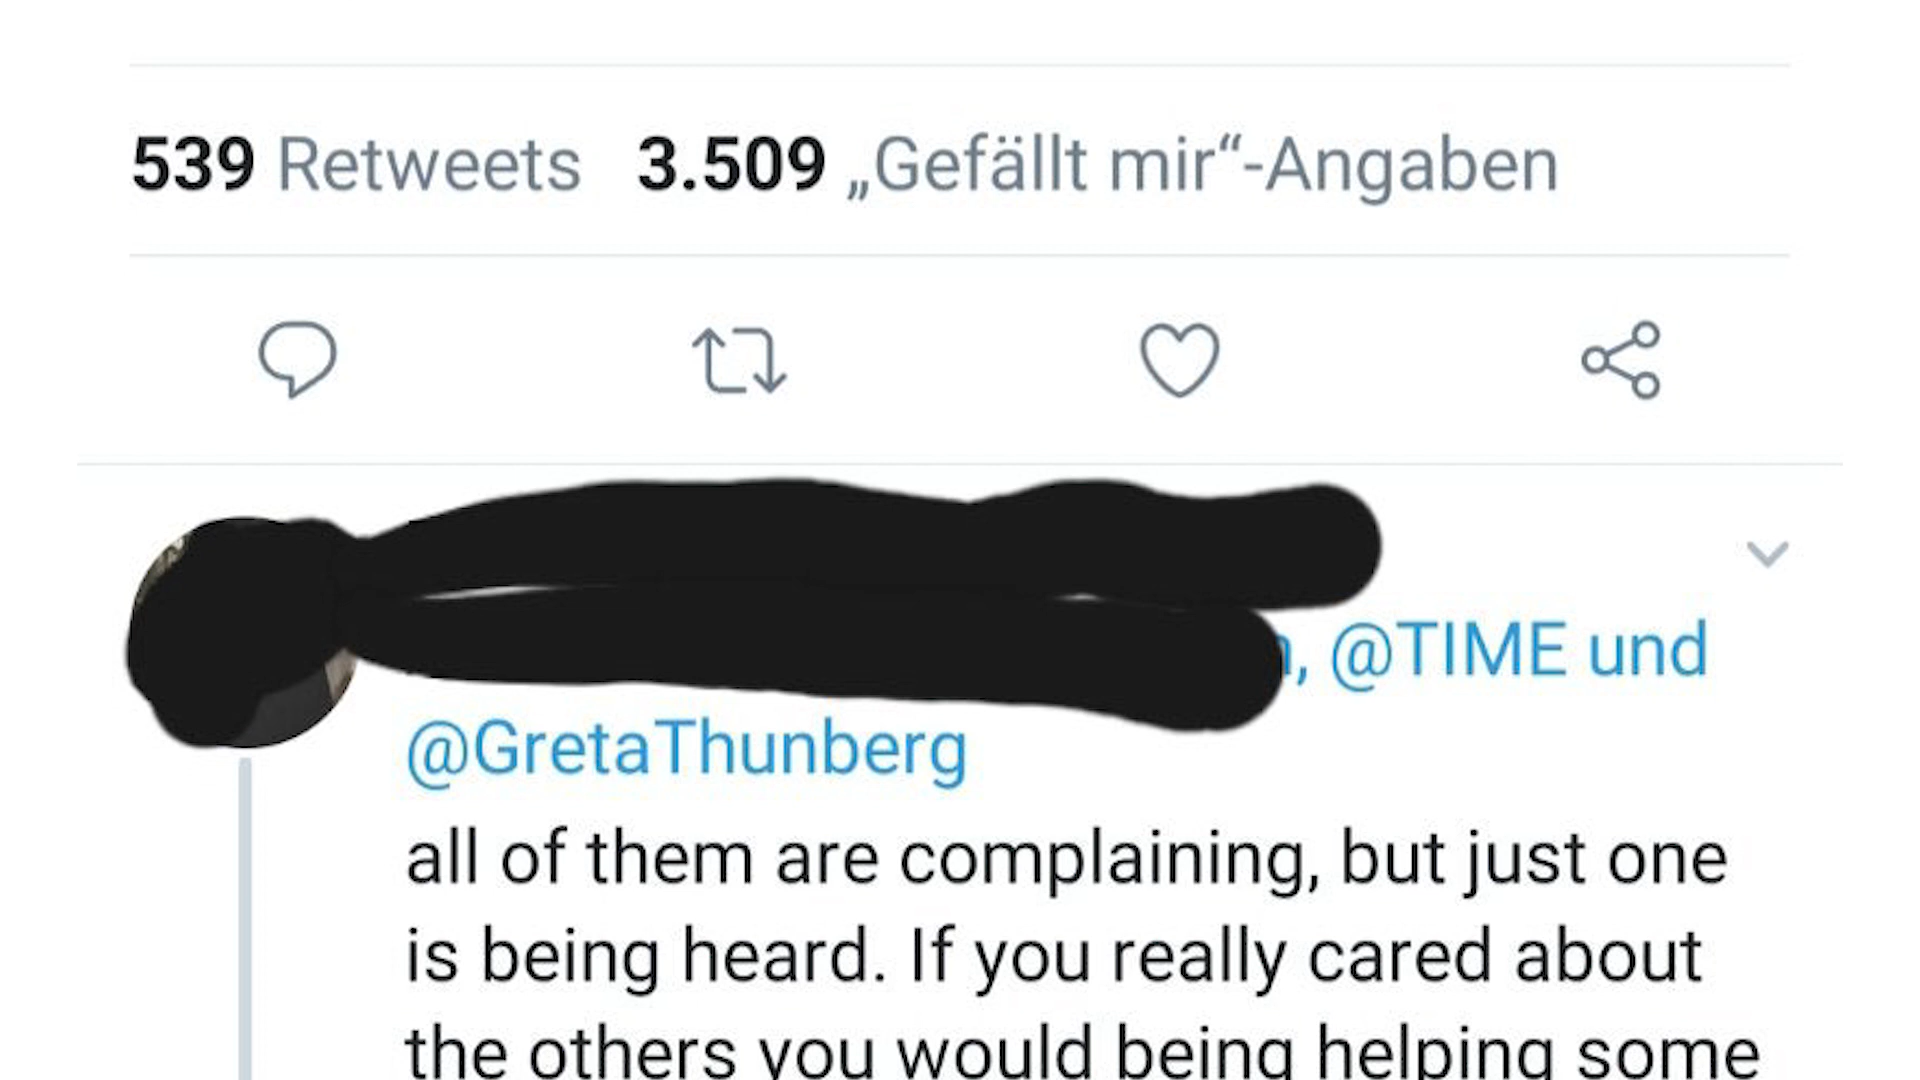 539 Retweets 3.509 „Gefällt mir“-Angaben
, @TIME und
@GretaThunberg
all of them are complaining, but just one
is being heard. If you really cared about
the others you would being helping some